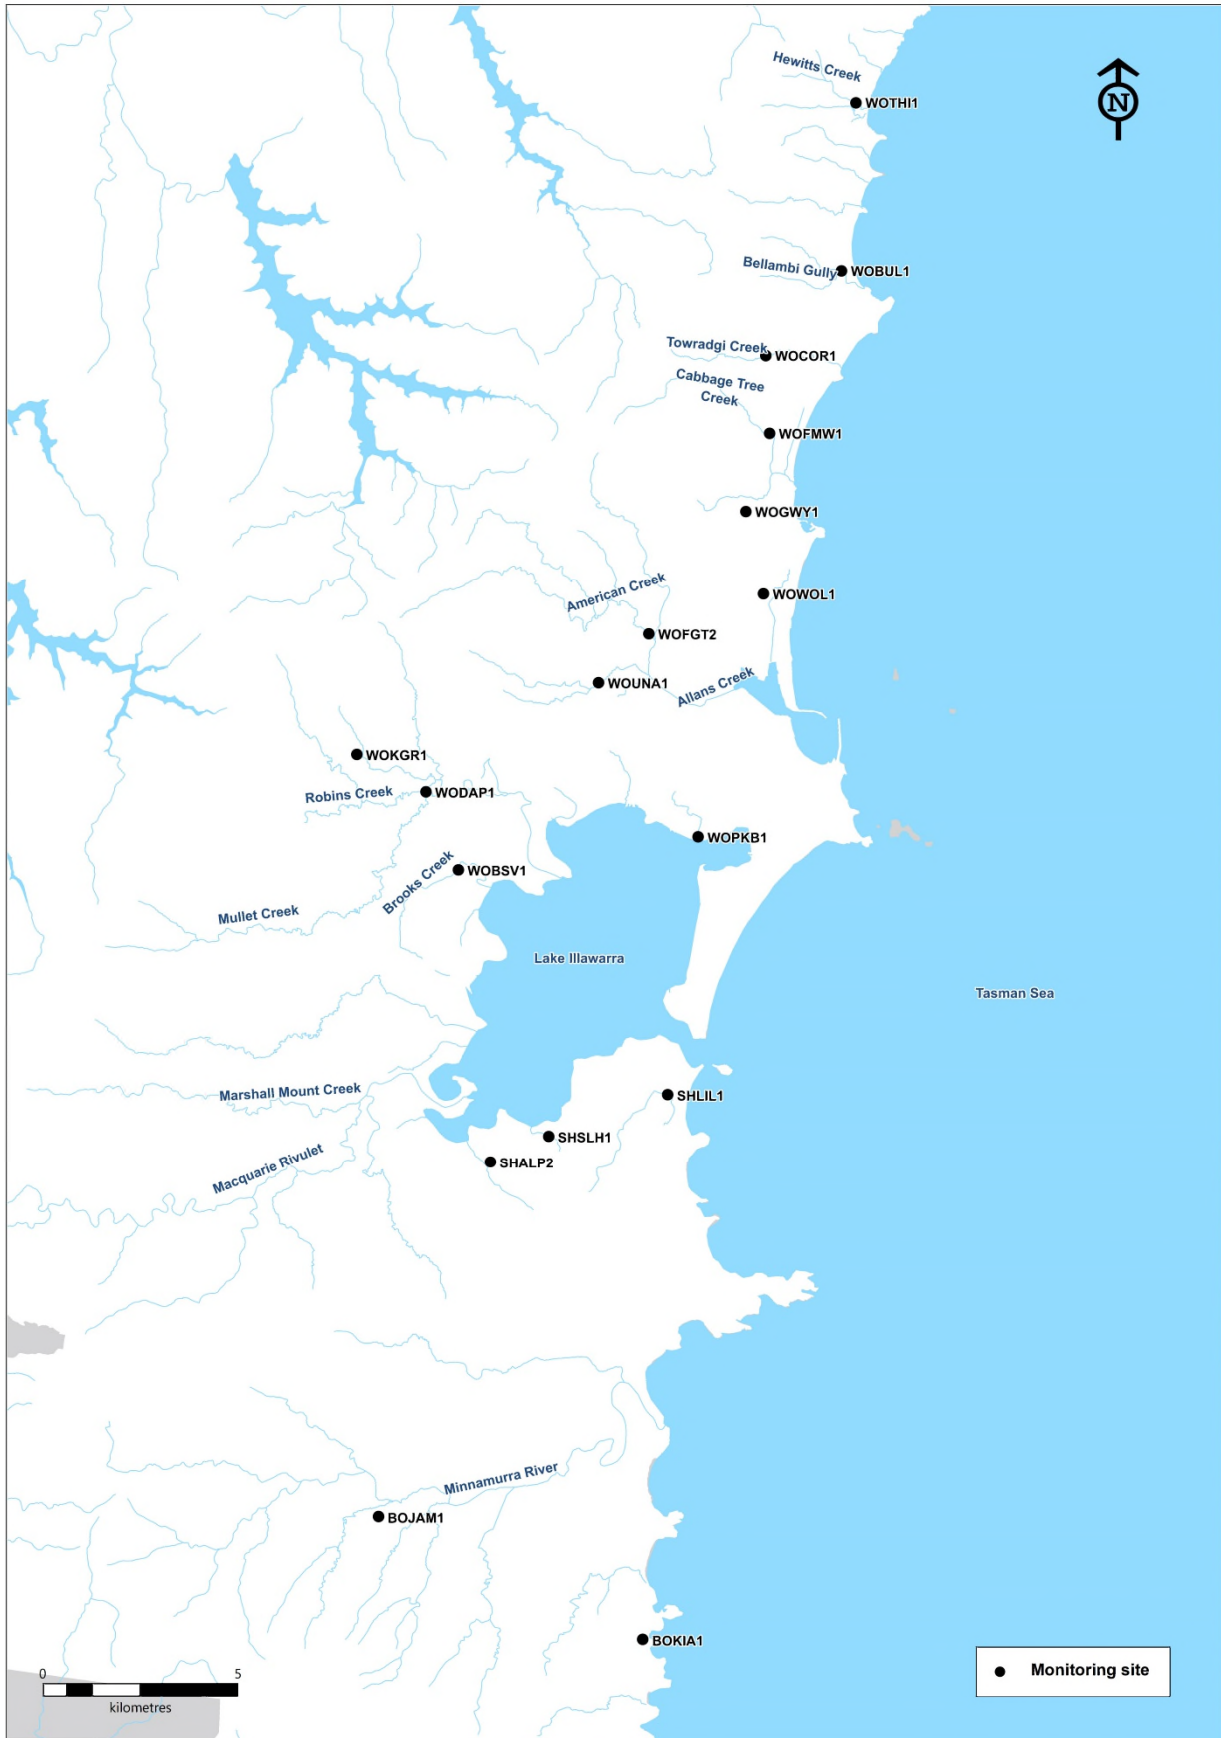 Hewitts Creek
N
WOTHI1
Bellambi Gully
WOBUL1
Towradgi Creek
WOCOR1
Cabbage Tree
Creek
WOFMW1
WOGWY1
American Creek
WOWOL1
WOFGT2
WOUNA1
Allans Creek
WOKGR1
Robins Creek
WODAP1
WOPKB1
Brooks Creek
WOBSV1
Mullet Creek
Lake Illawarra
Tasman Sea
Marshall Mount Creek
SHLIL1
SHSLH1
Macquarie Rivulet
SHALP2
Minnamurra River
BOJAM1
BOKIA1
Monitoring site
0 5
kilometres